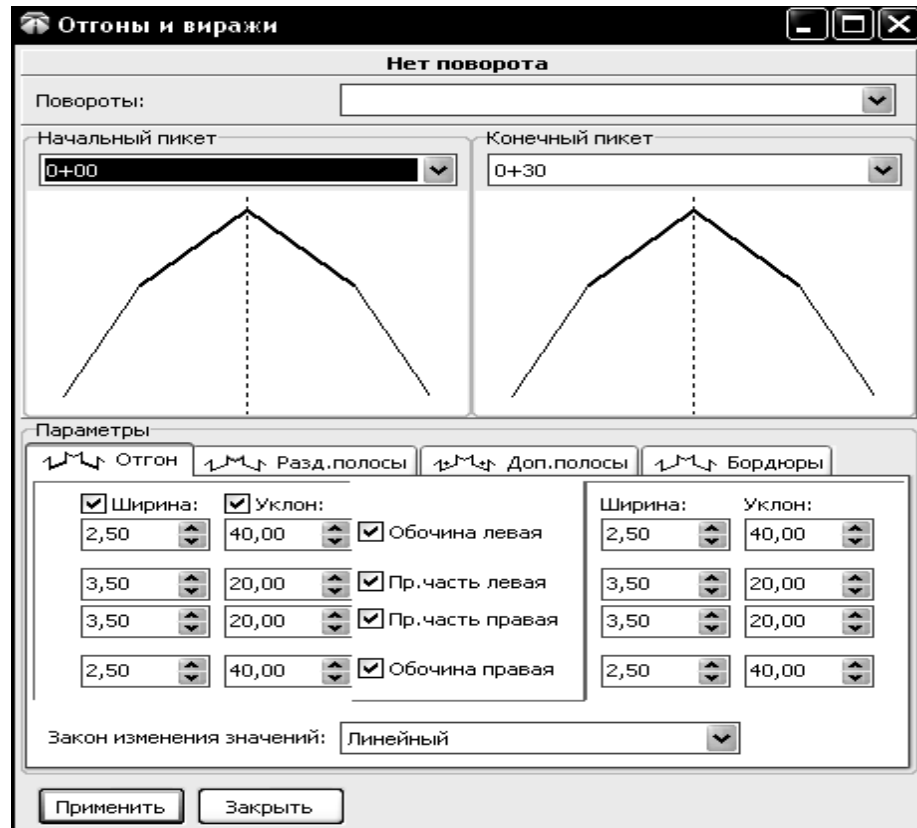 Отгоны и виражи
Нет поворота
Повороты:
Начальный пикет
Конечный пикет
0+00
0+30
Параметры
Отгон Разд.полосы Доп.полосы Бордюры
Ширина: Уклон: Ширина: Уклон:
2,50 40,00 Обочина левая 2,50 40,00
3,50 20,00 Пр.часть левая 3,50 20,00
3,50 20,00 Пр.часть правая 3,50 20,00
2,50 40,00 Обочина правая 2,50 40,00
Закон изменения значений: Линейный
Применить Закрыть